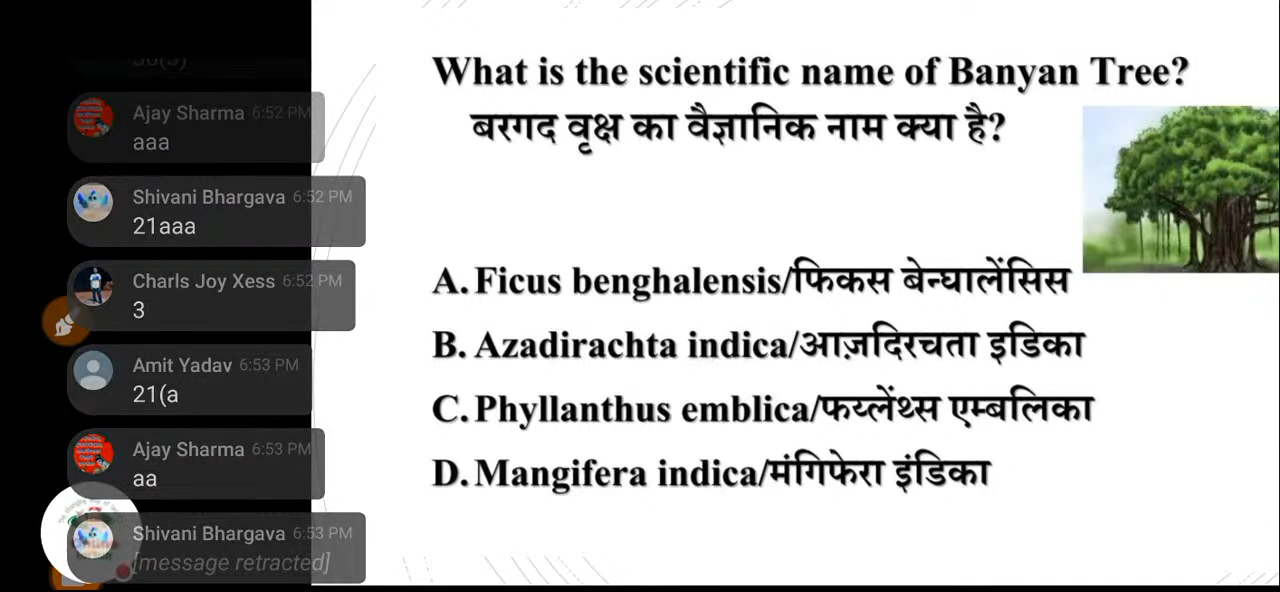 Ajay Sharma 6:52 PM
aaa
Shivani Bhargava 6:52 PM
21aaa
Charls Joy Xess 6:52 PM
3
Amit Yadav 6:53 PM
21(a
Ajay Sharma 6:53 PM
aa
Shivani Bhargava 6:53 PM
[message retracted]
What is the scientific name of Banyan Tree?
बरगद वृक्ष का वैज्ञानिक नाम क्या है?
A. Ficus benghalensis/फिकस बेन्घालेंसिस
B. Azadirachta indica/आज़दिरचता इडिका
C. Phyllanthus emblica/फय्लेंथ्स एम्बलिका
D. Mangifera indica/मंगिफेरा इंडिका